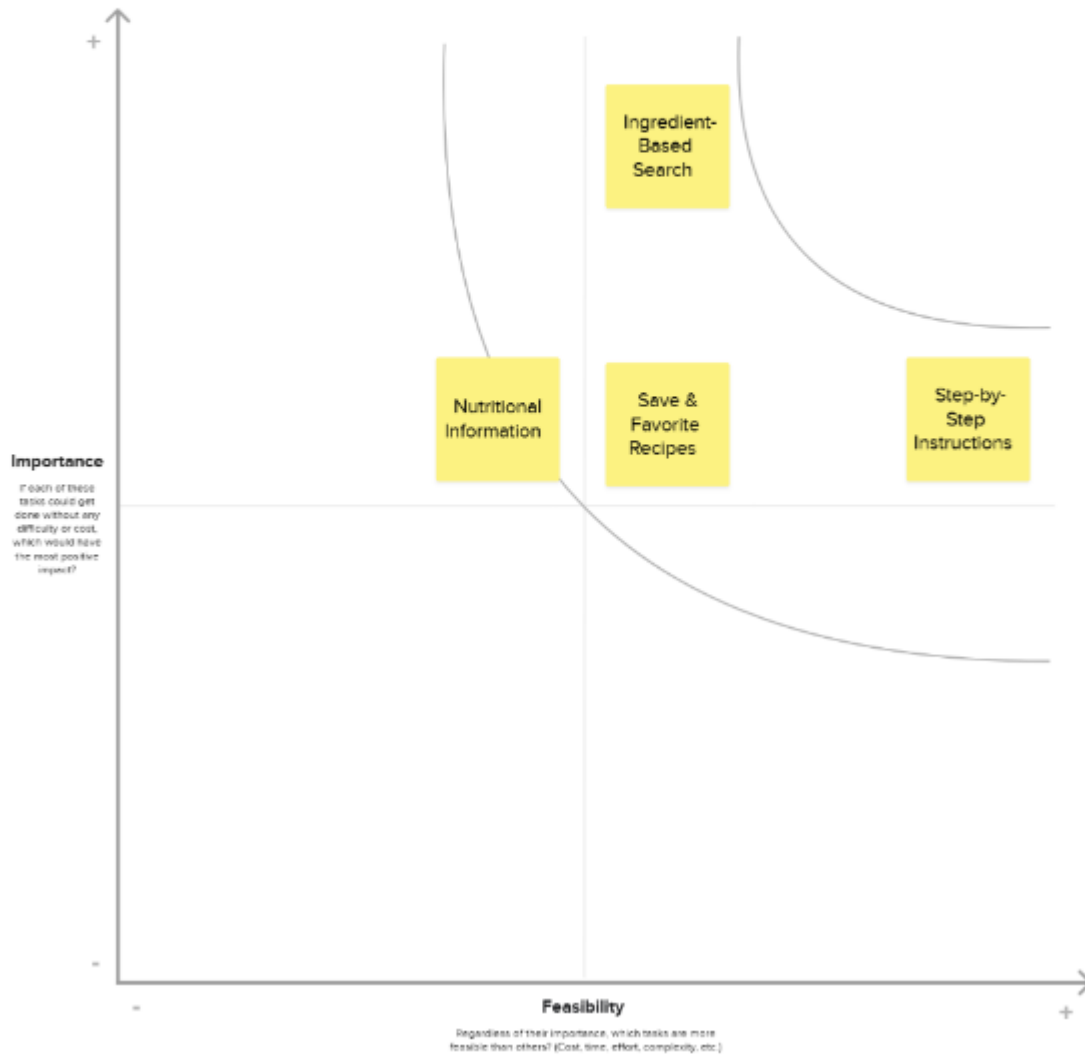 +
Ingredient-
Based
Search
Nutritional
Information
Save &
Favorite
Recipes
Step-by-
Step
Instructions
Importance
If each of these
tasks could get
done without any
difficulty or cost,
which would have
the most positive
impact?
-
-
Feasibility
+
Regardless of their importance, which tasks are more
feasible than others? (Cost, time, effort, complexity, etc.)